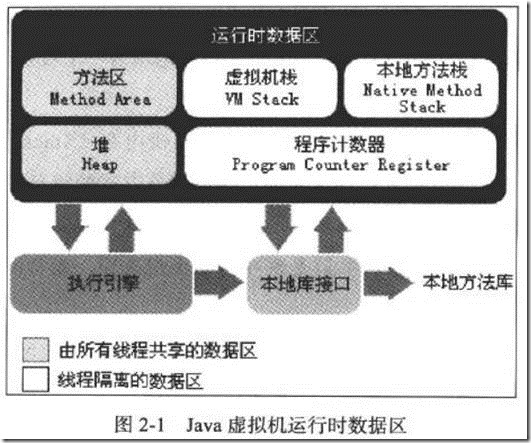 运行时数据区
方法区
Method Area
虚拟机栈
VM Stack
本地方法栈
Native Method
Stack
堆
Heap
程序计数器
Program Counter Register
执行引擎
本地库接口
本地方法库
由所有线程共享的数据区
线程隔离的数据区
图 2-1 Java 虚拟机运行时数据区